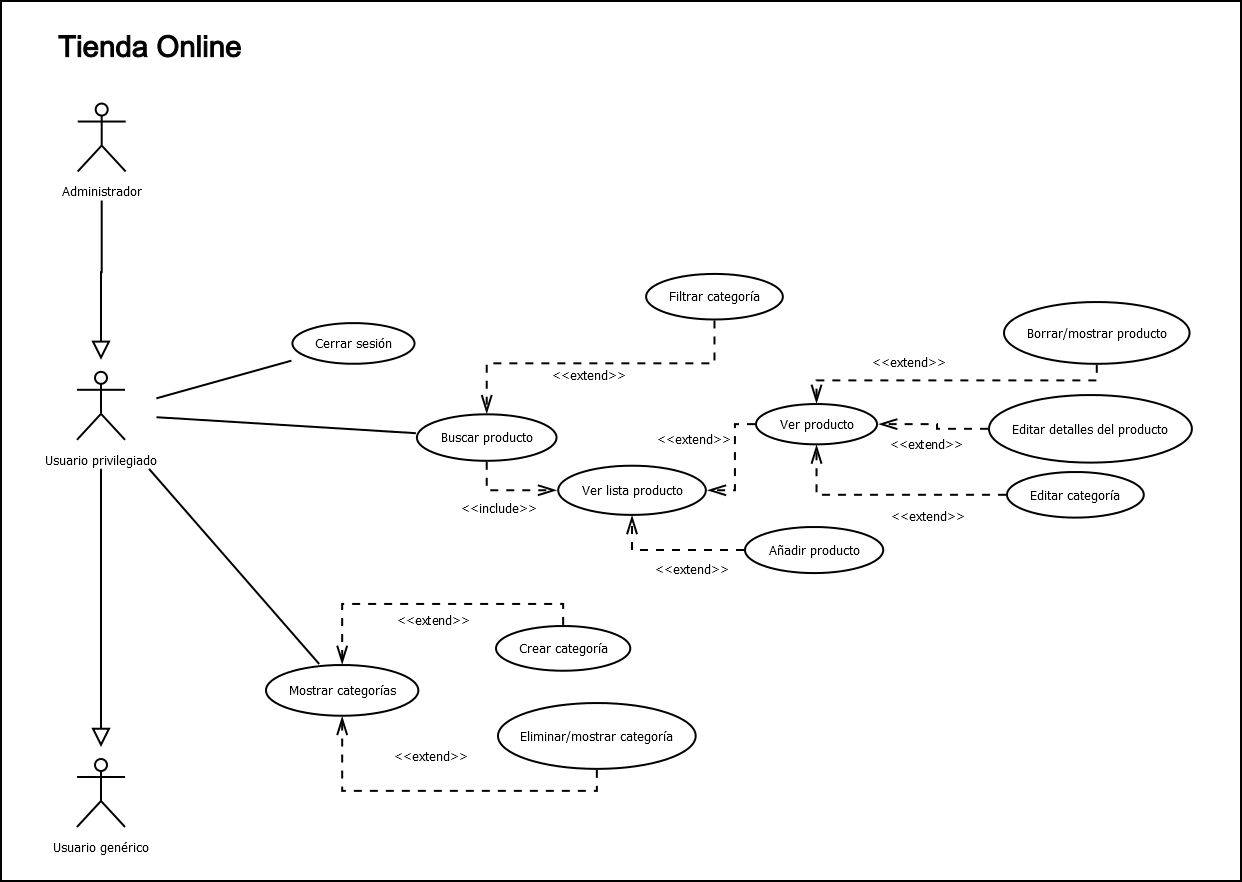 Tienda Online
Administrador
Filtrar categoría
Borrar/mostrar producto
Cerrar sesión
<<extend>>
<<extend>>
Buscar producto
Ver producto
Editar detalles del producto
<<extend>>
<<extend>>
Usuario privilegiado
Ver lista producto
Editar categoría
<<include>>
<<extend>>
Añadir producto
<<extend>>
<<extend>>
Crear categoría
Mostrar categorías
Eliminar/mostrar categoría
<<extend>>
Usuario genérico